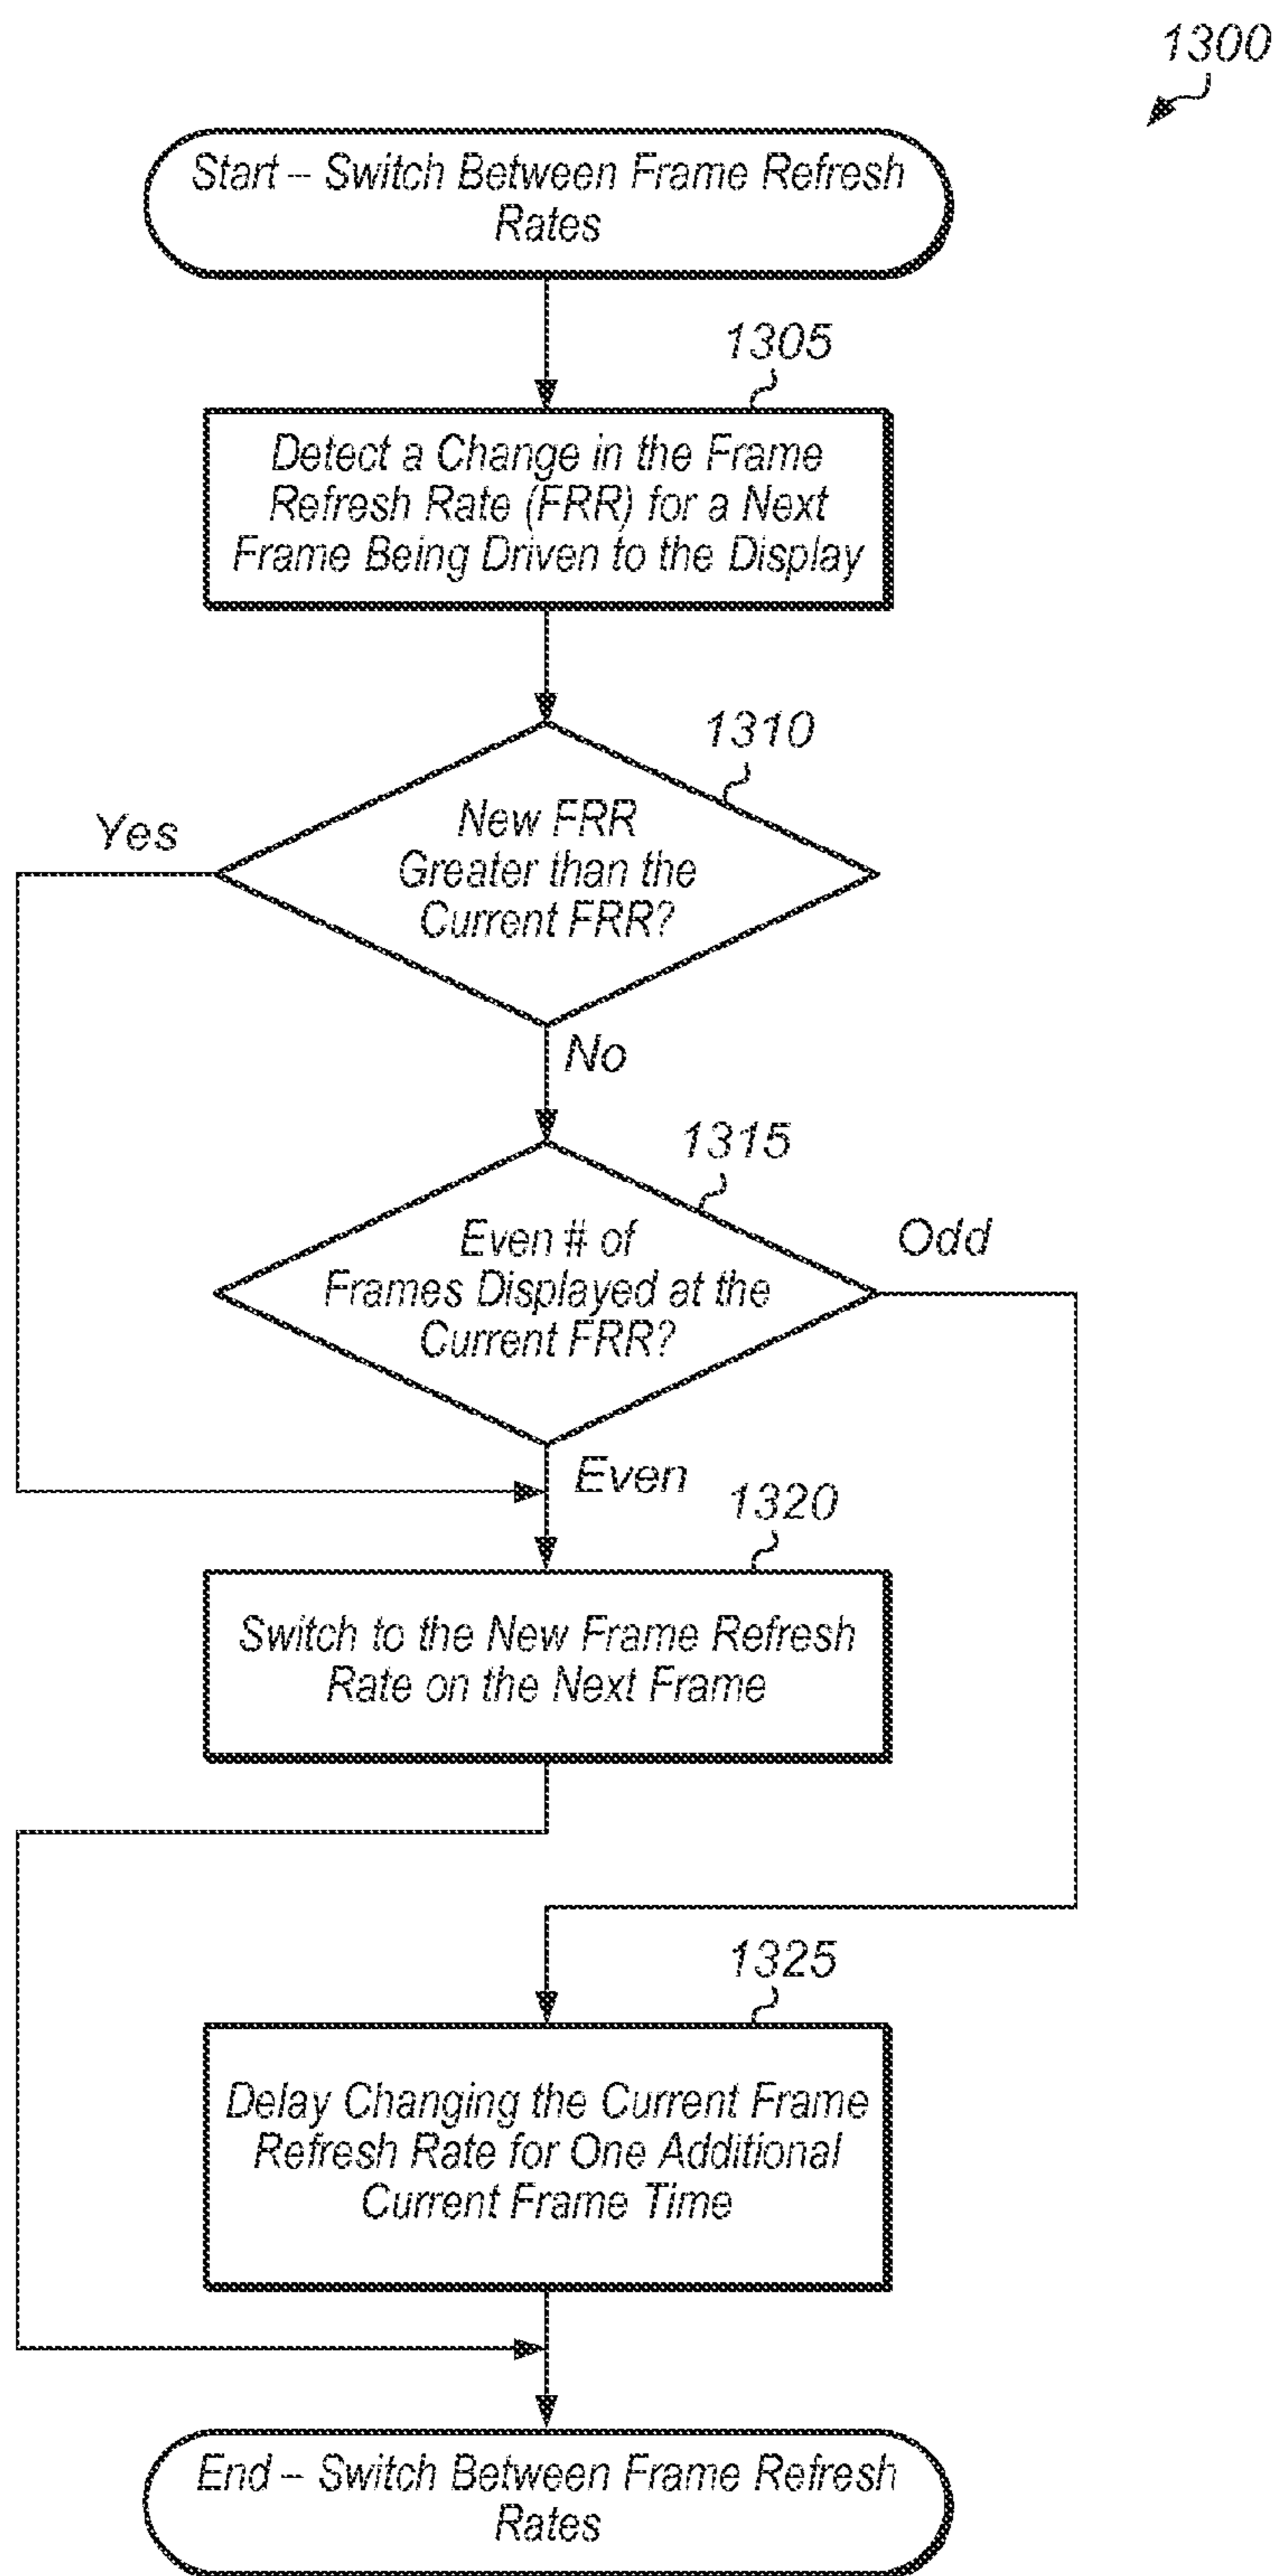 1300
Start – Switch Between Frame Refresh
Rates
1305
Detect a Change in the Frame
Refresh Rate (FRR) for a Next
Frame Being Driven to the Display
1310
Yes
New FRR
Greater than the
Current FRR?
No
1315
Odd
Even # of
Frames Displayed at the
Current FRR?
Even
1320
Switch to the New Frame Refresh
Rate on the Next Frame
1325
Delay Changing the Current Frame
Refresh Rate for One Additional
Current Frame Time
End – Switch Between Frame Refresh
Rates